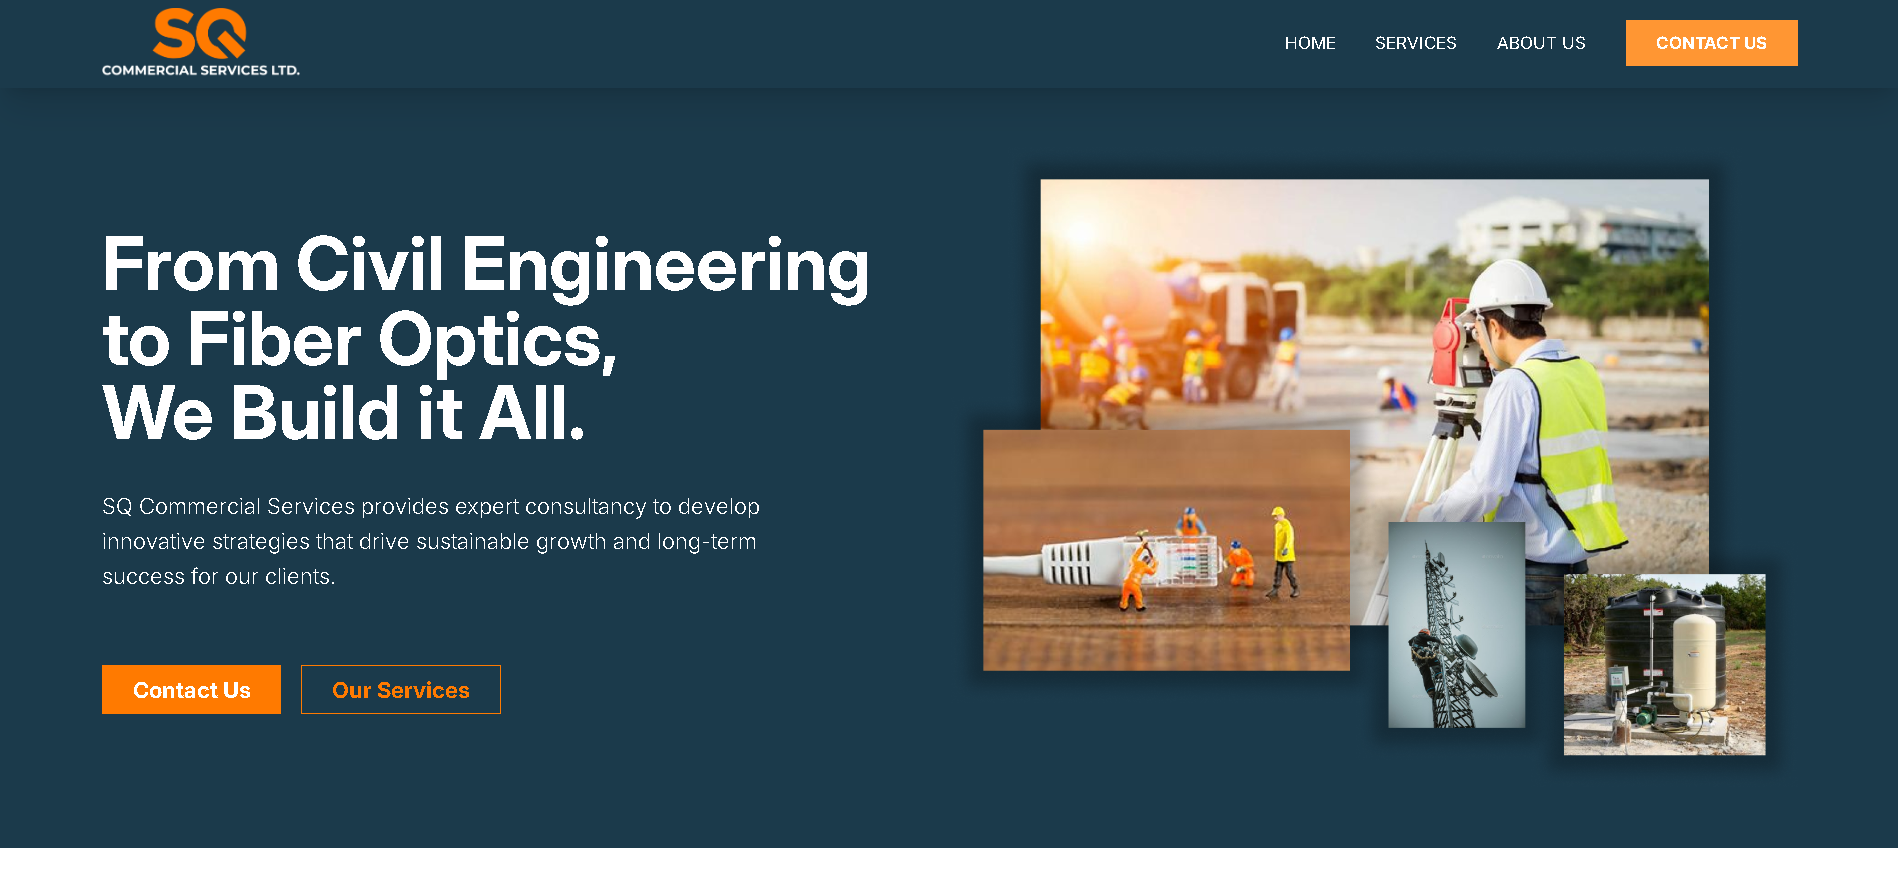 SQ
COMMERCIAL SERVICES LTD.
HOME
SERVICES
ABOUT US
CONTACT US
From Civil Engineering
to Fiber Optics,
We Build it All.
SQ Commercial Services provides expert consultancy to develop
innovative strategies that drive sustainable growth and long-term
success for our clients.
Contact Us
Our Services